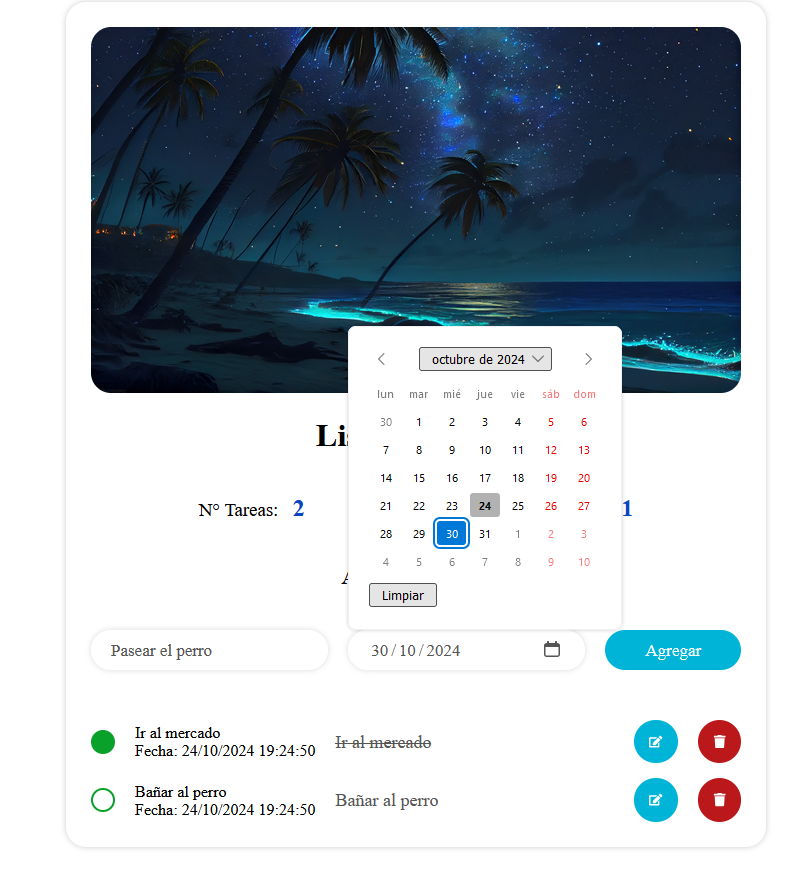 octubre de 2024
lun mar mié jue vie sáb dom
30 1 2 3 4 5 6
7 8 9 10 11 12 13
14 15 16 17 18 19 20
21 22 23 24 25 26 27
28 29 30 31 1 2 3
4 5 6 7 8 9 10
Limpiar
N° Tareas: 2
1
Pasear el perro
30/10/2024
Agregar
Ir al mercado
Fecha: 24/10/2024 19:24:50
Ir al mercado
Bañar al perro
Fecha: 24/10/2024 19:24:50
Bañar al perro